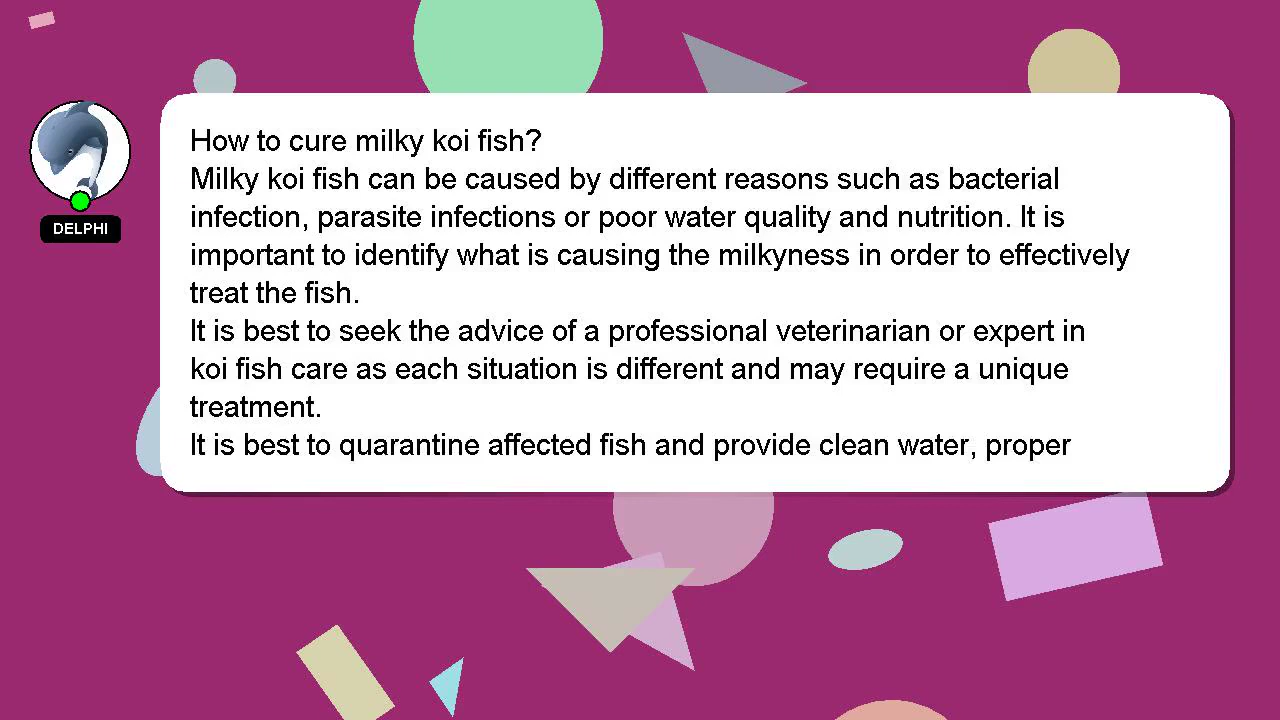 How to cure milky koi fish?
Milky koi fish can be caused by different reasons such as bacterial
infection, parasite infections or poor water quality and nutrition. It is
important to identify what is causing the milkyness in order to effectively
treat the fish.
It is best to seek the advice of a professional veterinarian or expert in
koi fish care as each situation is different and may require a unique
treatment.
It is best to quarantine affected fish and provide clean water, proper
DELPHI